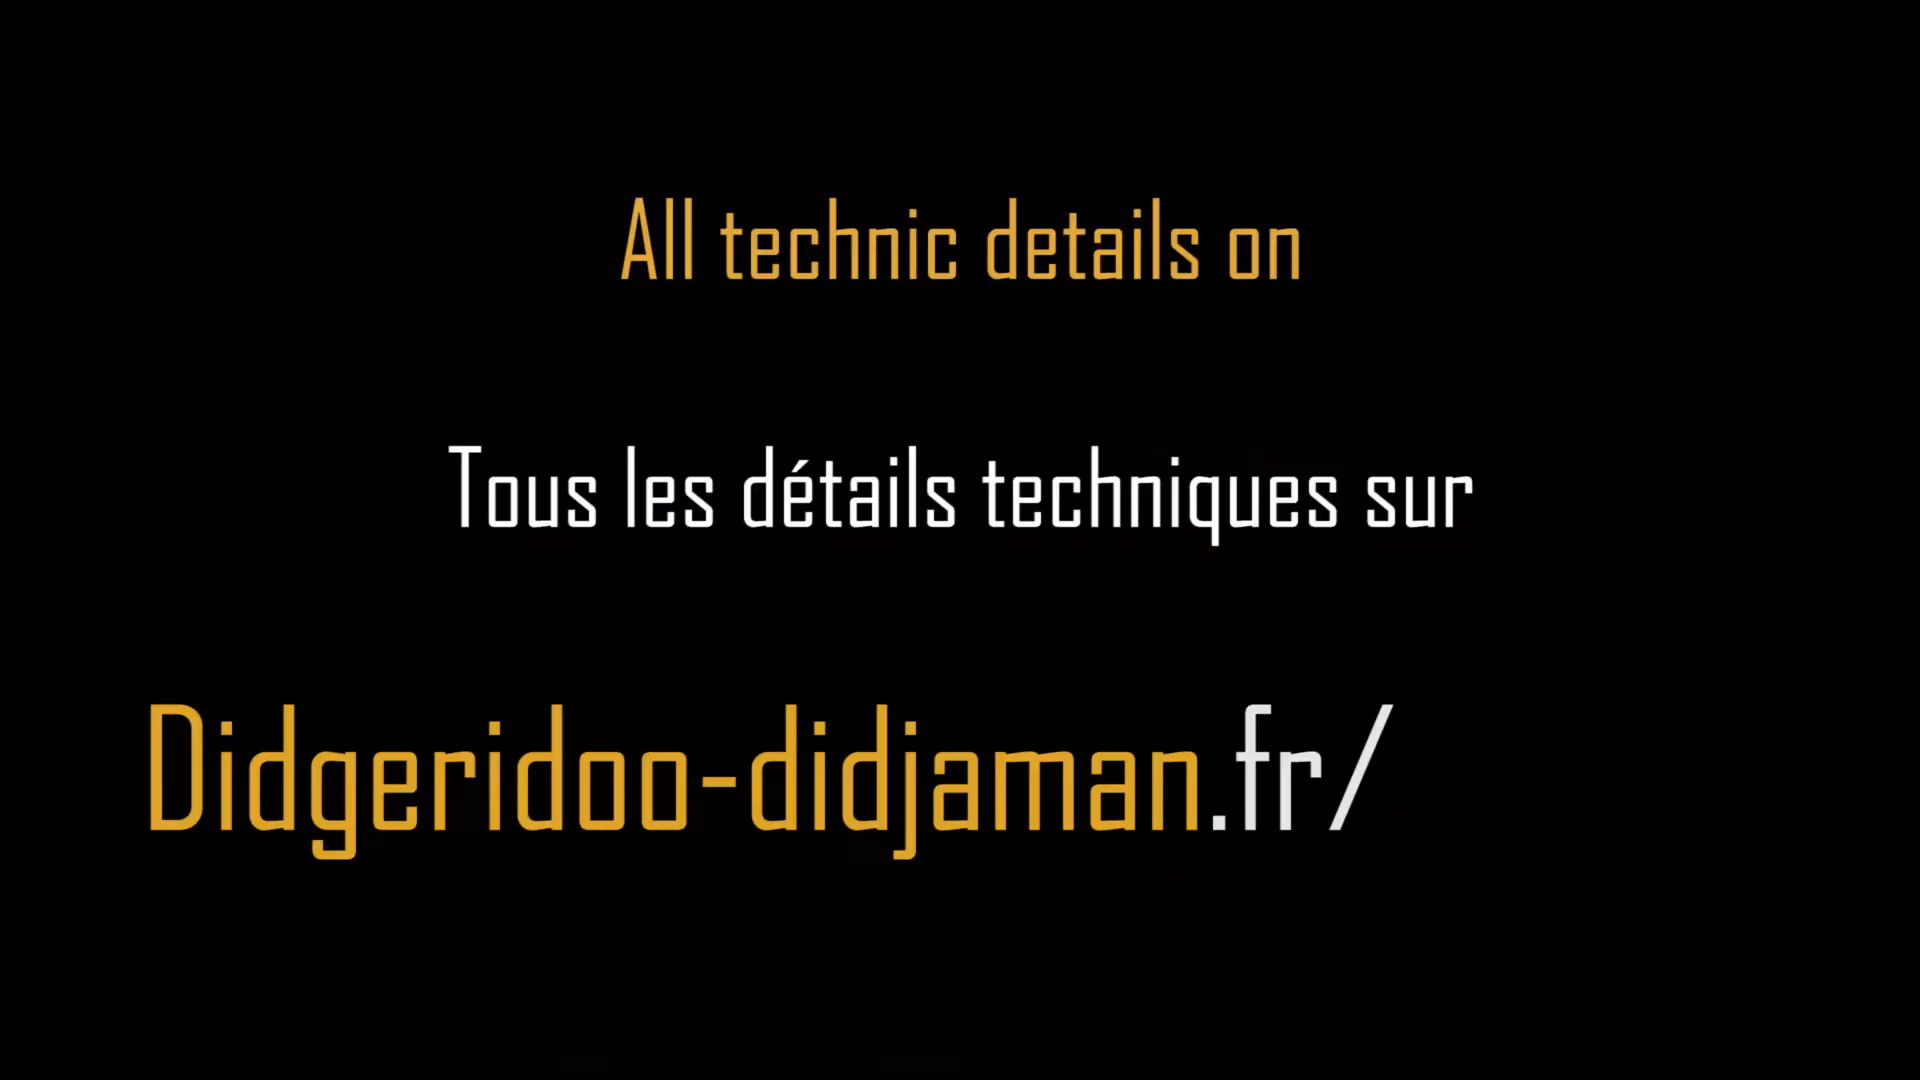 All technic details on
Tous les détails techniques sur
Didgeridoo-didjaman.fr/